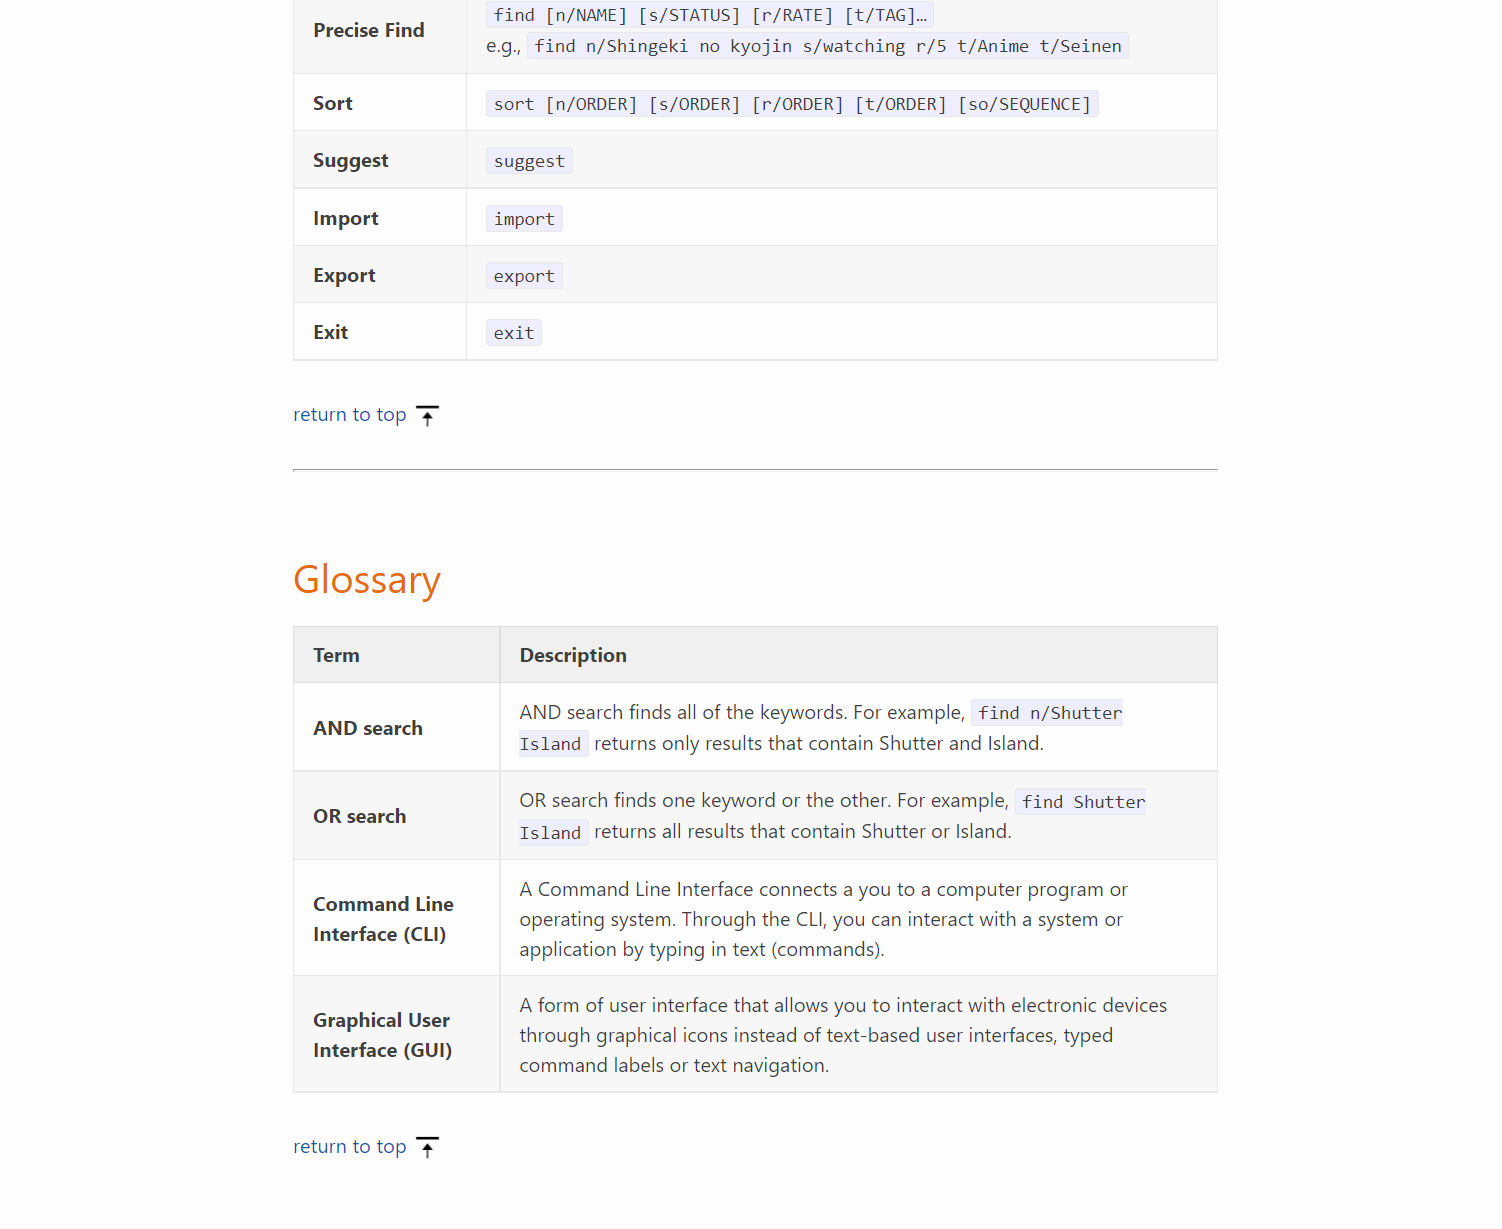 Precise Find
find [n/NAME] [s/STATUS] [r/RATE] [t/TAG]…
e.g., find n/Shingeki no kyojin s/watching r/5 t/Anime t/Seinen
Sort
sort [n/ORDER] [s/ORDER] [r/ORDER] [t/ORDER] [so/SEQUENCE]
Suggest
suggest
Import
import
Export
export
Exit
exit
return to top
Glossary
Term
Description
AND search
AND search finds all of the keywords. For example, find n/Shutter
Island returns only results that contain Shutter and Island.
OR search
OR search finds one keyword or the other. For example, find Shutter
Island returns all results that contain Shutter or Island.
Command Line
Interface (CLI)
A Command Line Interface connects a you to a computer program or
operating system. Through the CLI, you can interact with a system or
application by typing in text (commands).
Graphical User
Interface (GUI)
A form of user interface that allows you to interact with electronic devices
through graphical icons instead of text-based user interfaces, typed
command labels or text navigation.
return to top